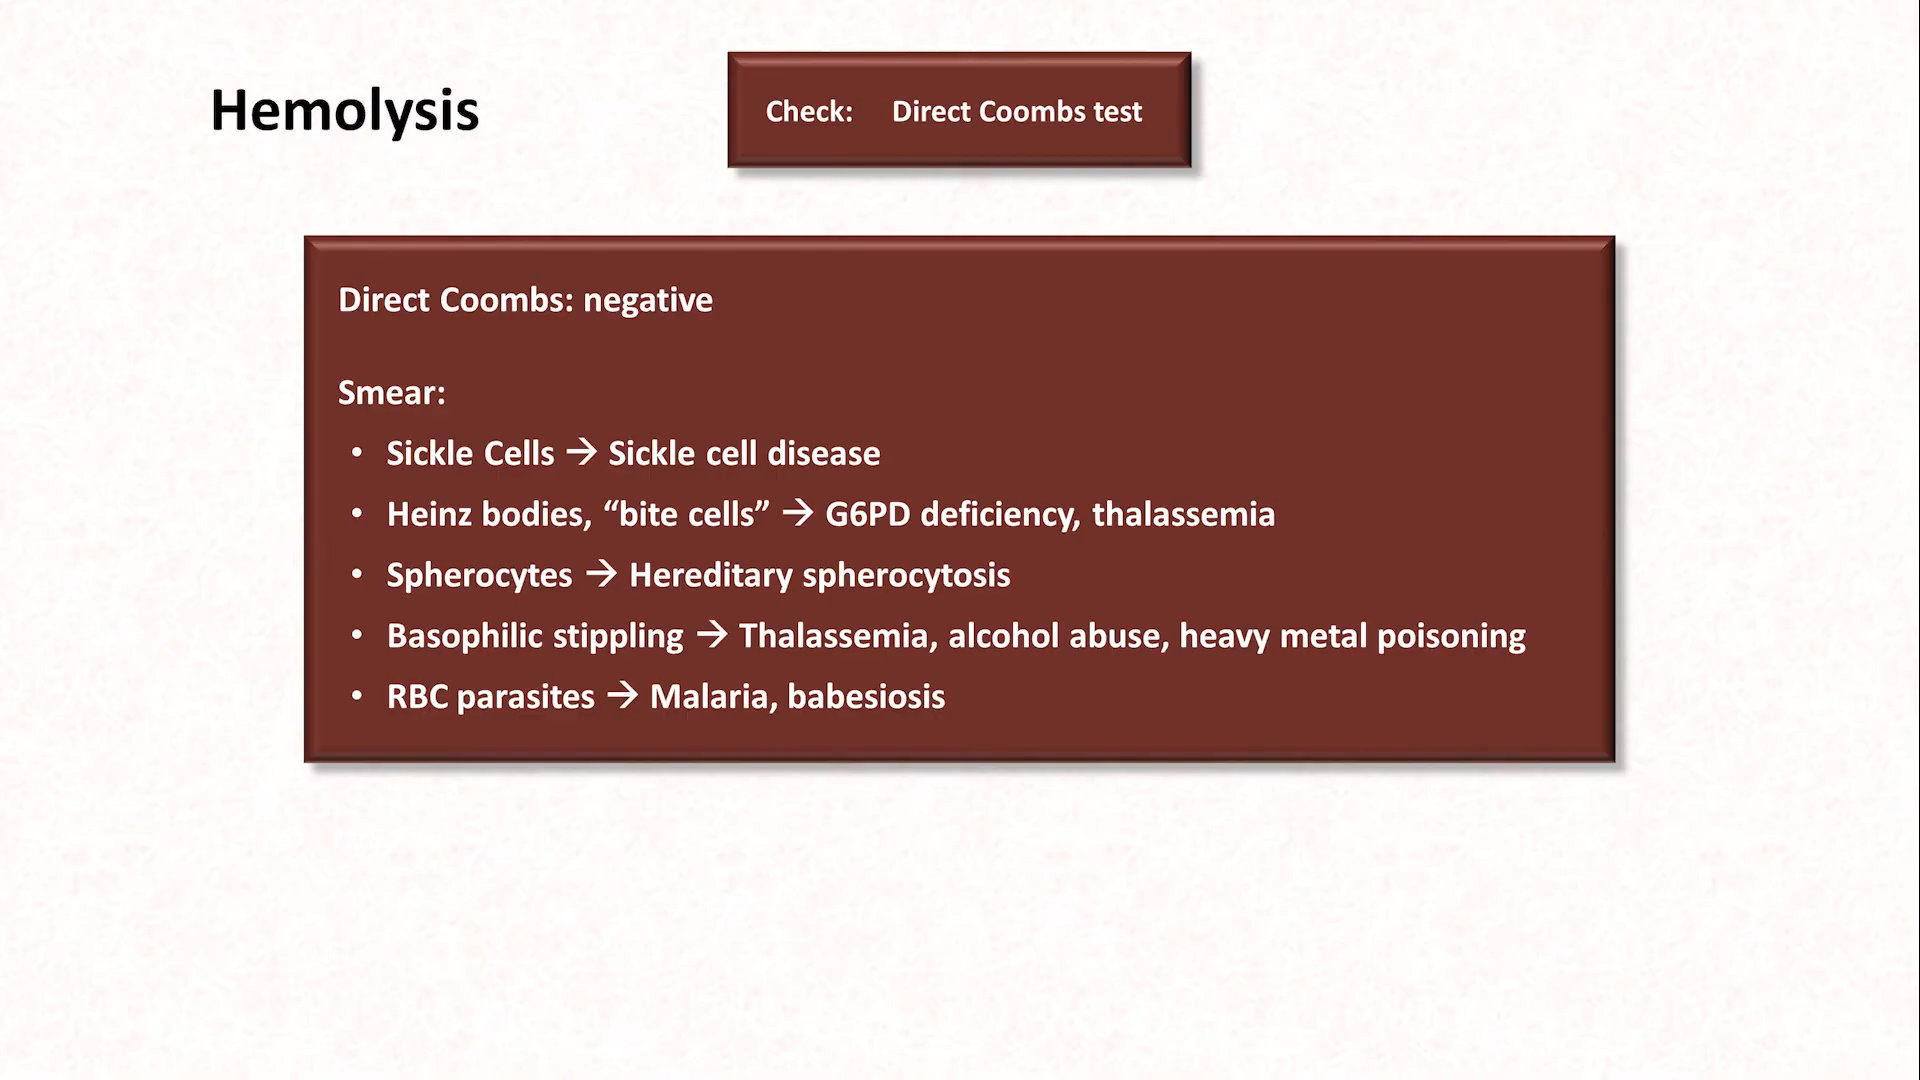 Hemolysis
Check: Direct Coombs test
Direct Coombs: negative
Smear:
• Sickle Cells → Sickle cell disease
• Heinz bodies, “bite cells” → G6PD deficiency, thalassemia
• Spherocytes → Hereditary spherocytosis
• Basophilic stippling → Thalassemia, alcohol abuse, heavy metal poisoning
• RBC parasites → Malaria, babesiosis